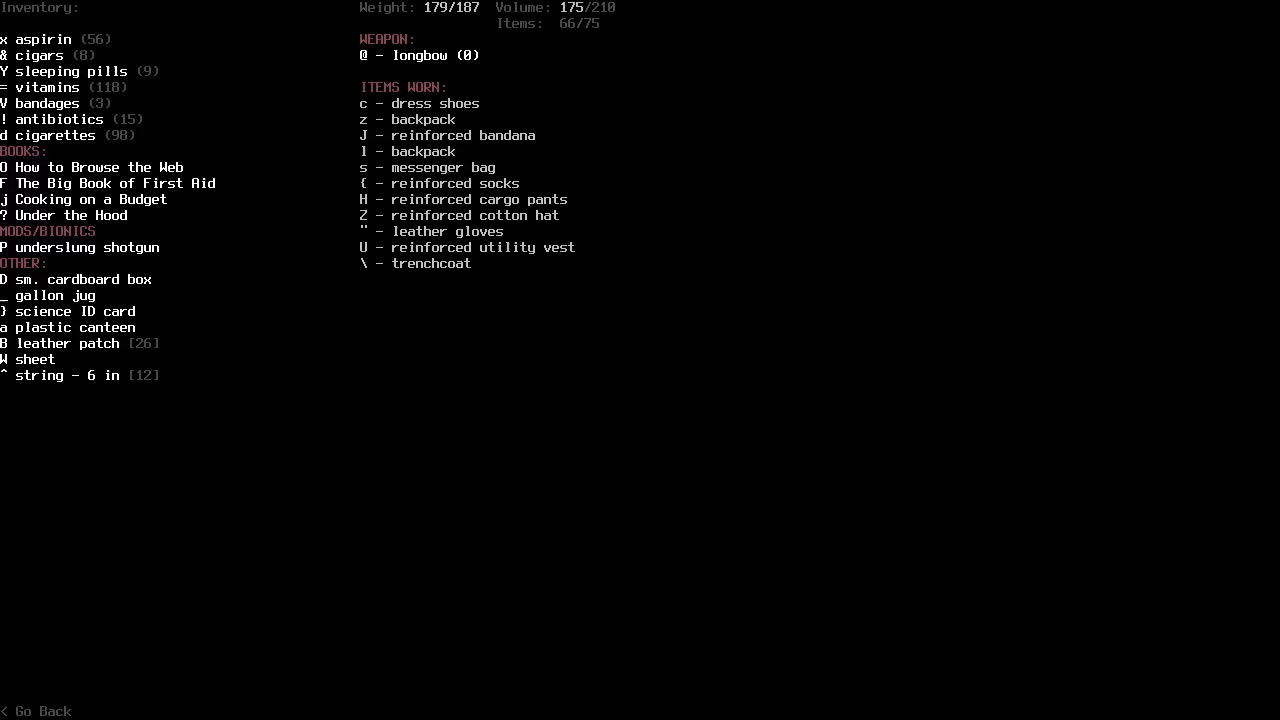 Inventory:
Weight: 179/187  Volume: 175/210
Items:  66/75
x aspirin (56)
& cigars (8)
Y sleeping pills (9)
= vitamins (118)
V bandages (3)
! antibiotics (15)
d cigarettes (98)
BOOKS:
O How to Browse the Web
F The Big Book of First Aid
j Cooking on a Budget
? Under the Hood
MODS/BIONICS
P underslung shotgun
OTHER:
D sm. cardboard box
_ gallon jug
} science ID card
a plastic canteen
B leather patch [26]
W sheet
^ string - 6 in [12]
WEAPON:
@ - longbow (0)
ITEMS WORN:
c - dress shoes
z - backpack
J - reinforced bandana
l - backpack
s - messenger bag
{ - reinforced socks
H - reinforced cargo pants
Z - reinforced cotton hat
" - leather gloves
U - reinforced utility vest
\ - trenchcoat
< Go Back